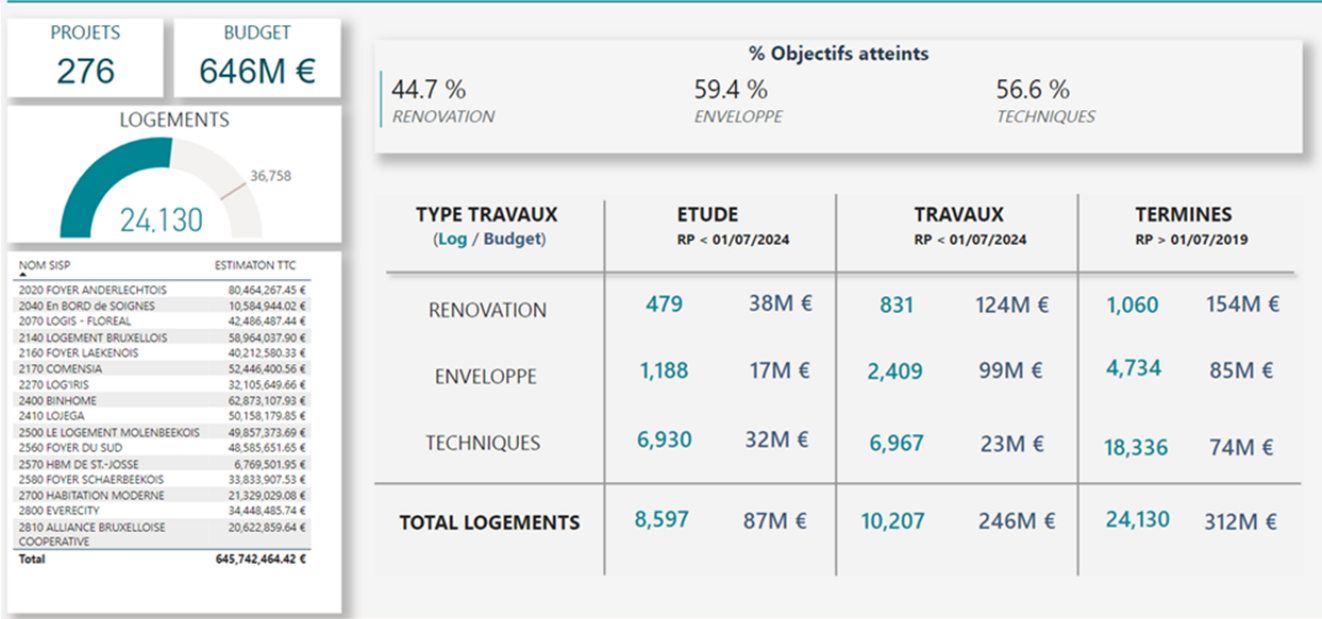 PROJETS
276
BUDGET
646M €
LOGEMENTS
36,758
24,130
NOM SISP ESTIMATON TTC
2020 FOYER ANDERLECHTOIS 80,464,267.45 €
2040 En BORD de SOIGNES 10,584,944.02 €
2070 LOGIS - FLOREAL 42,486,487.44 €
2140 LOGEMENT BRUXELLOIS 58,964,037.90 €
2160 FOYER LAEKENOIS 40,212,580.33 €
2170 COMENSIA 52,446,400.56 €
2270 LOG'IRIS 32,105,649.66 €
2400 BINHOME 62,873,107.93 €
2410 LOJEGA 50,158,179.85 €
2500 LE LOGEMENT MOLENBEEKOIS 49,857,373.69 €
2560 FOYER DU SUD 48,585,651.65 €
2570 HBM DE ST.-JOSSE 6,769,501.95 €
2580 FOYER SCHAERBEEKOIS 33,833,907.53 €
2700 HABITATION MODERNE 21,329,029.08 €
2800 EVERECITY 34,448,485.74 €
2810 ALLIANCE BRUXELLOISE 20,622,859.64 €
COOPERATIVE
Total 645,742,464.42 €
% Objectifs atteints
44.7 % 59.4 % 56.6 %
RENOVATION ENVELOPPE TECHNIQUES
TYPE TRAVAUX ETUDE TRAVAUX TERMINES
(Log / Budget) RP < 01/07/2024 RP < 01/07/2024 RP > 01/07/2019
RENOVATION 479 38M € 831 124M € 1,060 154M €
ENVELOPPE 1,188 17M € 2,409 99M € 4,734 85M €
TECHNIQUES 6,930 32M € 6,967 23M € 18,336 74M €
TOTAL LOGEMENTS 8,597 87M € 10,207 246M € 24,130 312M €